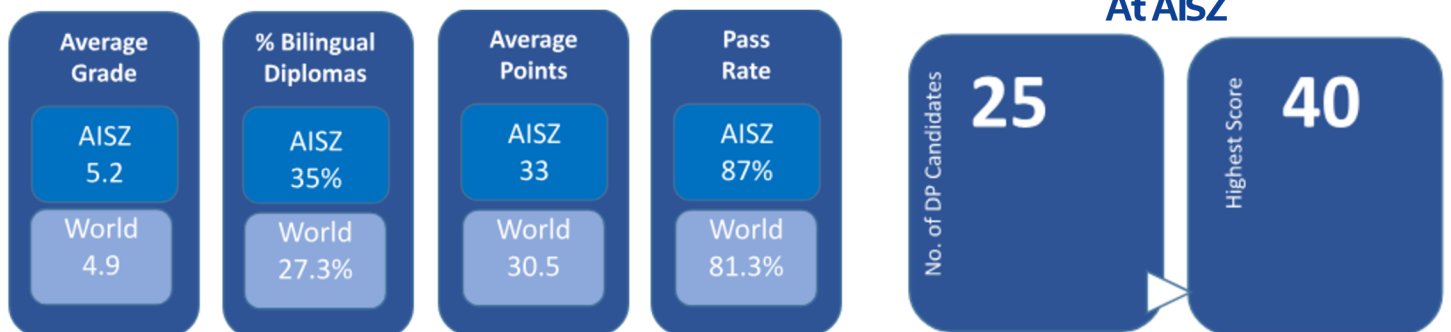 Average
Grade
AISZ
5.2
World
4.9
% Bilingual
Diplomas
AISZ
35%
World
27.3%
Average
Points
AISZ
33
World
30.5
Pass
Rate
AISZ
87%
World
81.3%
At AISZ
No. of DP Candidates
25
Highest Score
40